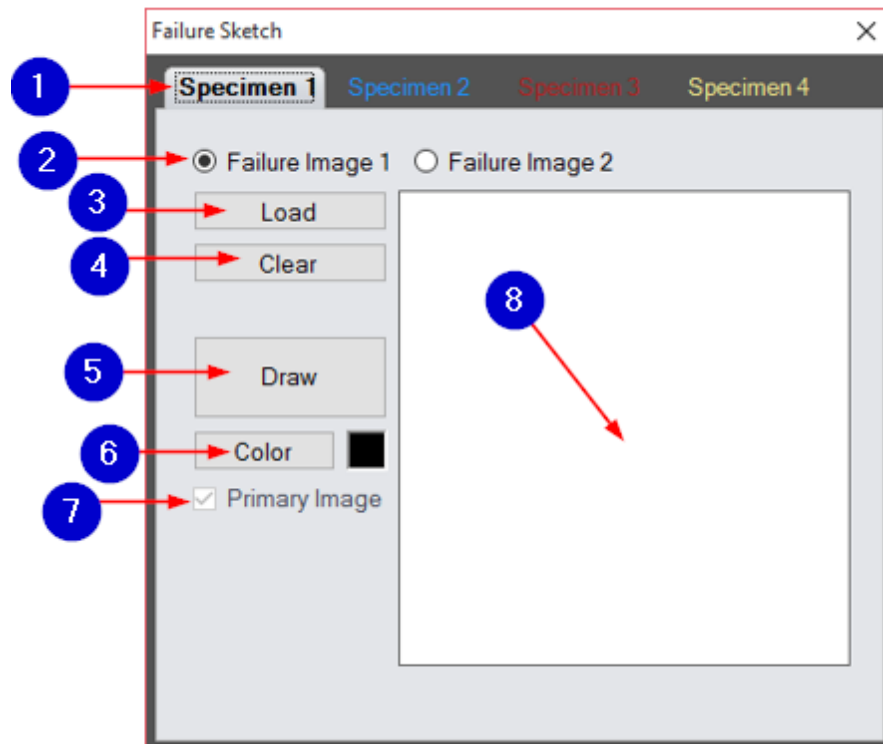 Failure Sketch
1 Specimen 1 Specimen 2 Specimen 3 Specimen 4
2 Failure Image 1 Failure Image 2
3 Load
4 Clear
8
5 Draw
6 Color
7 Primary Image